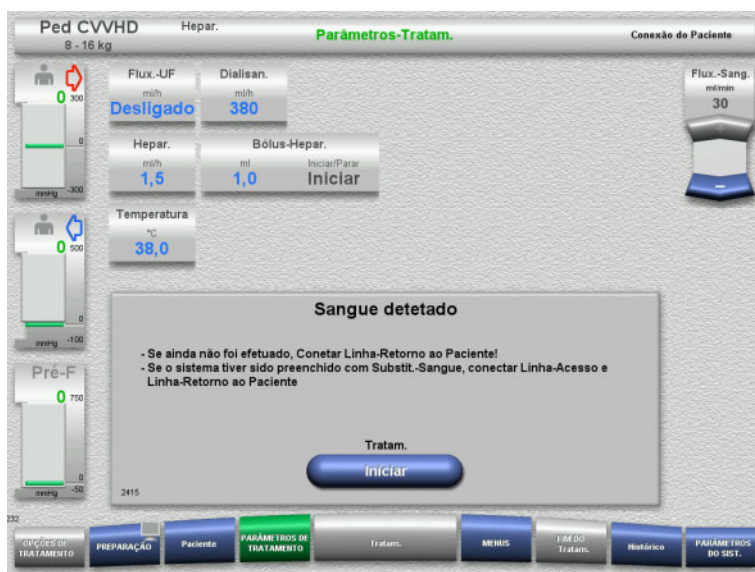 Ped CVVHD
8 - 16 kg
Hepar.
Parâmetros-Tratam.
Conexão do Paciente
0
300
0
-300
mmHg
Flux.-UF
ml/h
Desligado
Dialisan.
ml/h
380
Flux.-Sang.
ml/min
30
+
-
Hepar.
ml/h
1,5
Bólus-Hepar.
ml
1,0
Iniciar/Parar
Iniciar
0
500
0
-100
mmHg
Temperatura
°C
38,0
Pré-F
0
750
0
-50
mmHg
Sangue detetado
- Se ainda não foi efetuado, Conetar Linha-Retorno ao Paciente!
- Se o sistema tiver sido preenchido com Substit.-Sangue, conectar Linha-Acesso e
Linha-Retorno ao Paciente
Tratam.
Iniciar
2415
232
OPÇÕES DE
TRATAMENTO
PREPARAÇÃO
Paciente
PARÂMETROS DE
TRATAMENTO
Tratam.
MENUS
FIM DO
Tratam.
Histórico
PARÂMETROS
DO SIST.